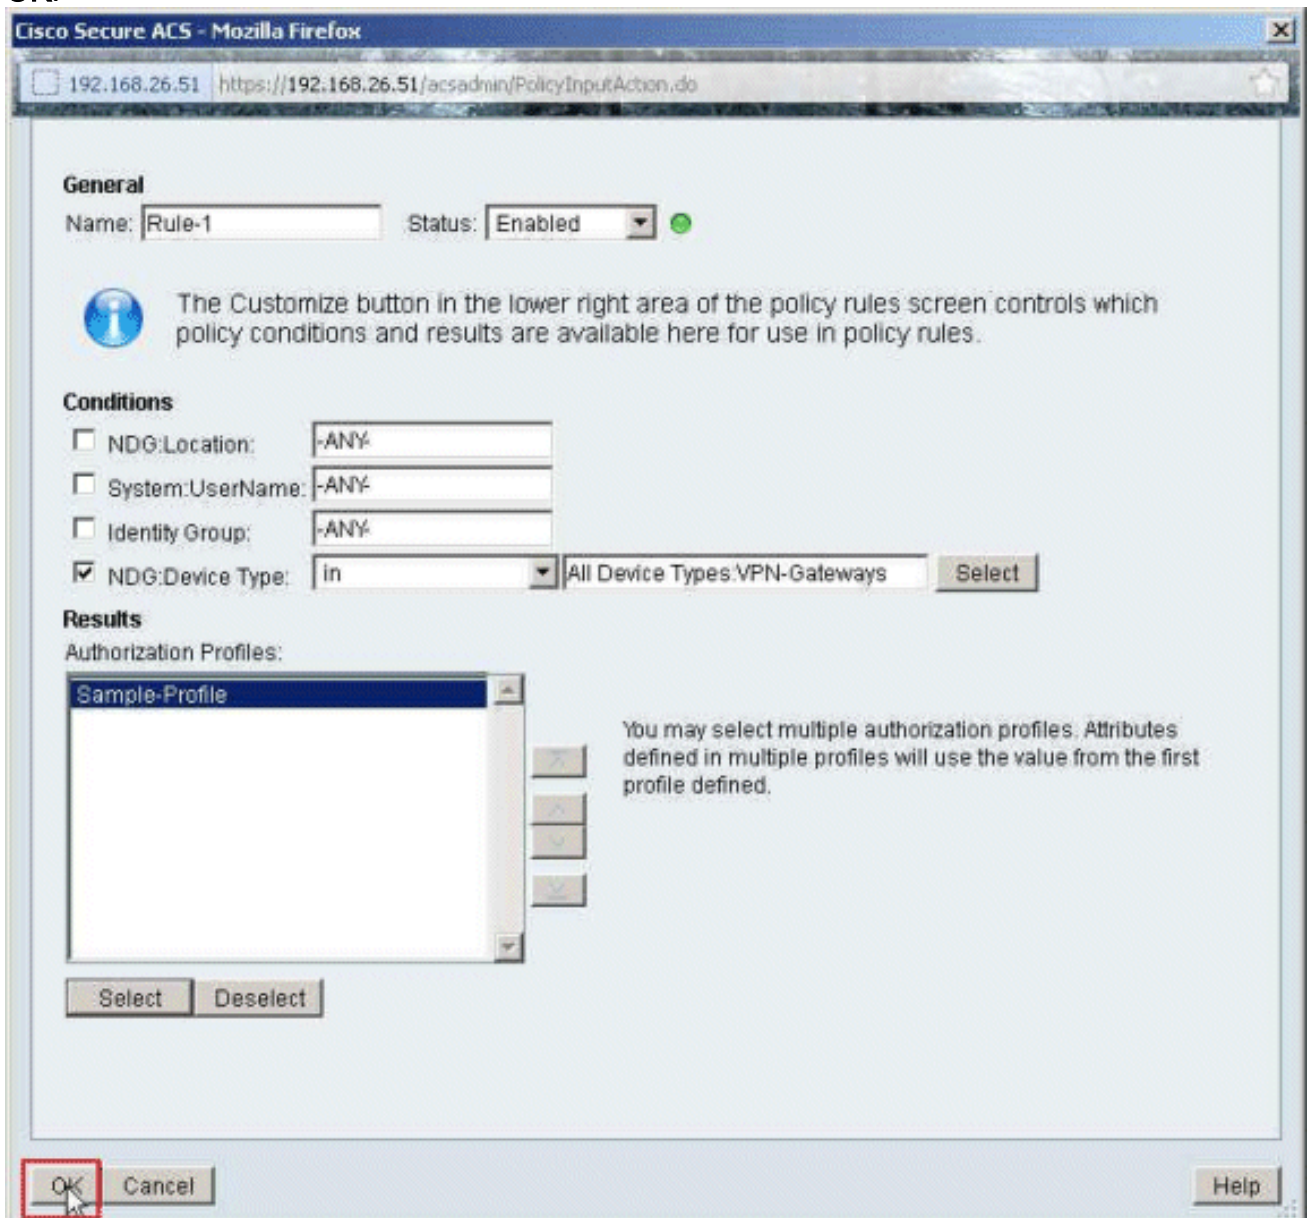 Cisco Secure ACS - Mozilla Firefox
192.168.26.51 https://192.168.26.51/acsadmin/PolicyInputAction.do
General
Name: Rule-1 Status: Enabled
The Customize button in the lower right area of the policy rules screen controls which
policy conditions and results are available here for use in policy rules.
Conditions
NDG:Location: -ANY-
System:UserName: -ANY-
Identity Group: -ANY-
NDG:Device Type: in All Device Types:VPN-Gateways Select
Results
Authorization Profiles:
Sample-Profile
You may select multiple authorization profiles. Attributes
defined in multiple profiles will use the value from the first
profile defined.
Select Deselect
OK Cancel Help